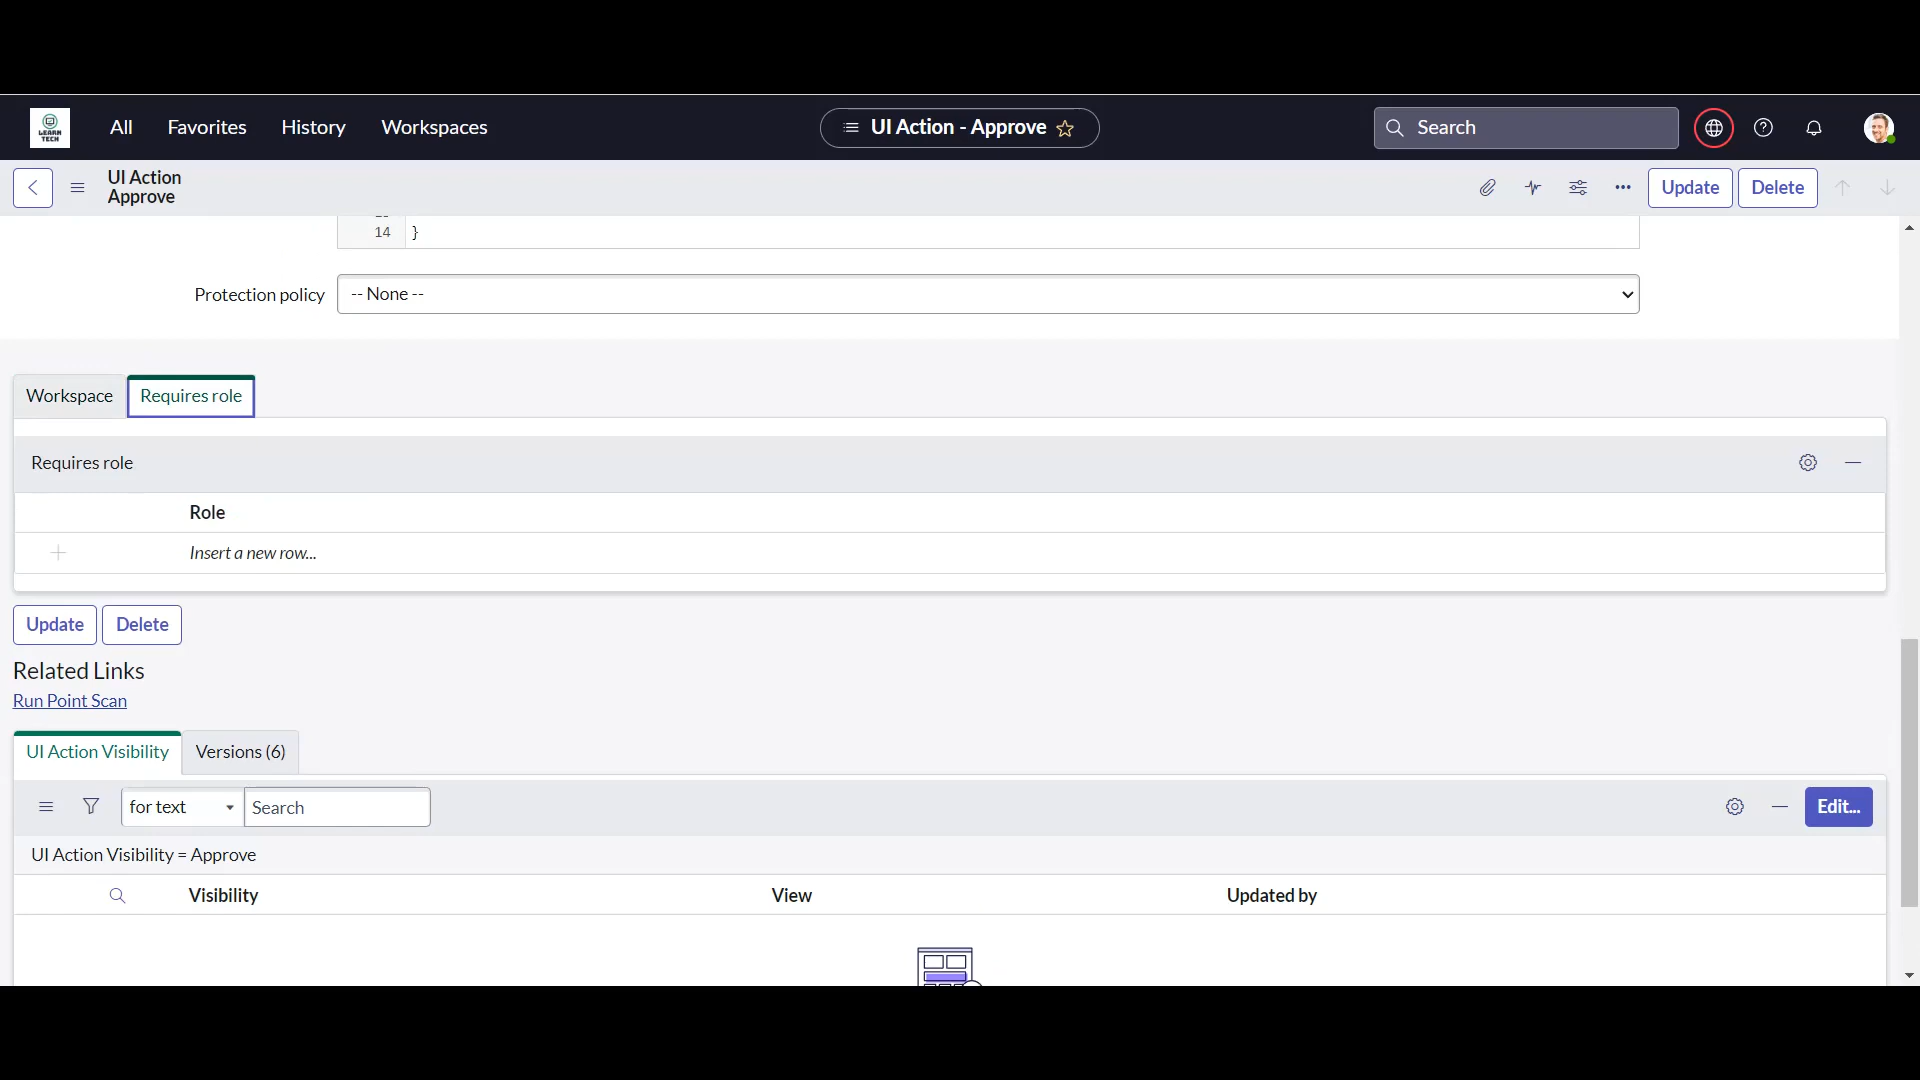 LEARN
TECH
All
Favorites
History
Workspaces
UI Action - Approve
Search
UI Action
Approve
Update
Delete
14 }
Protection policy
-- None --
Workspace
Requires role
Requires role
Role
Insert a new row...
Update
Delete
Related Links
Run Point Scan
UI Action Visibility
Versions (6)
for text
Search
Edit...
UI Action Visibility = Approve
Visibility
View
Updated by